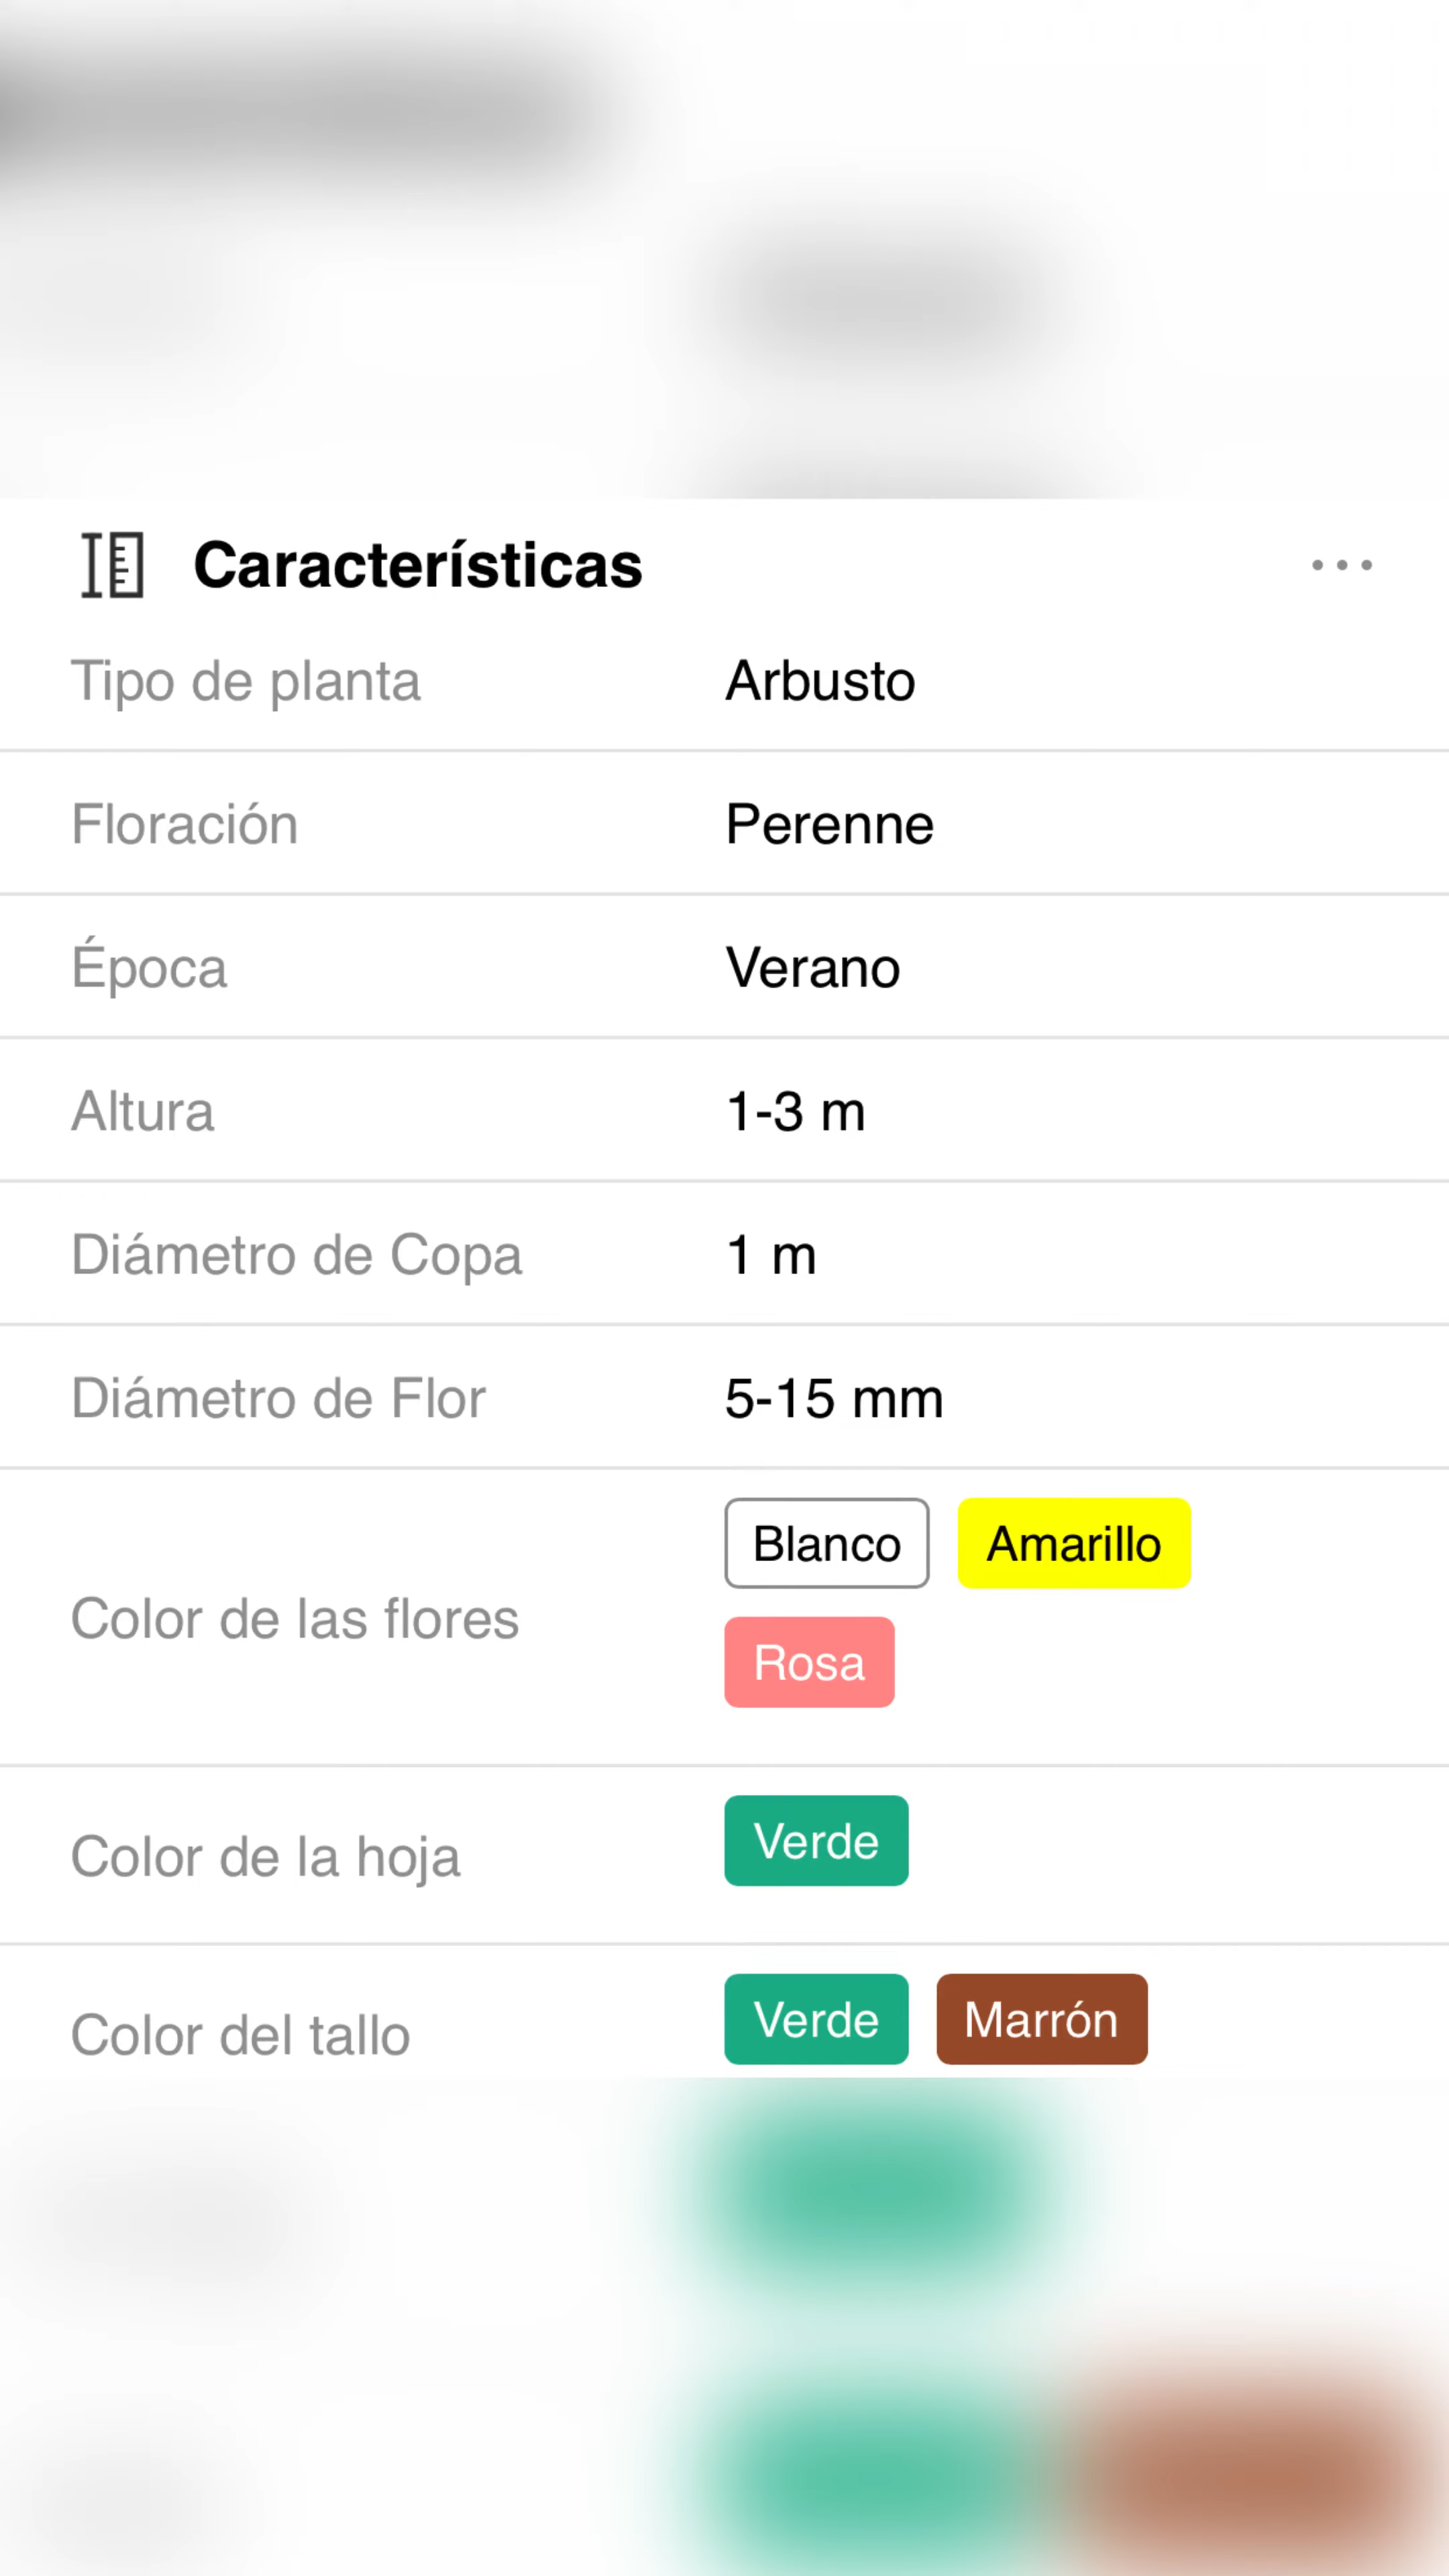 Características
Tipo de planta Arbusto
Floración Perenne
Época Verano
Altura 1-3 m
Diámetro de Copa 1 m
Diámetro de Flor 5-15 mm
Color de las flores Blanco Amarillo
Rosa
Color de la hoja Verde
Color del tallo Verde Marrón